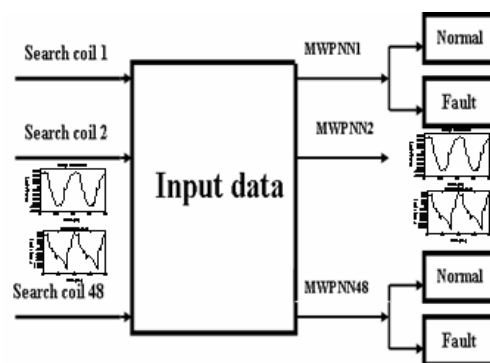 Search coil 1
MWPNN1
Normal
Fault
Search coil 2
MWPNN2
Input data
Search coil 48
MWPNN48
Normal
Fault